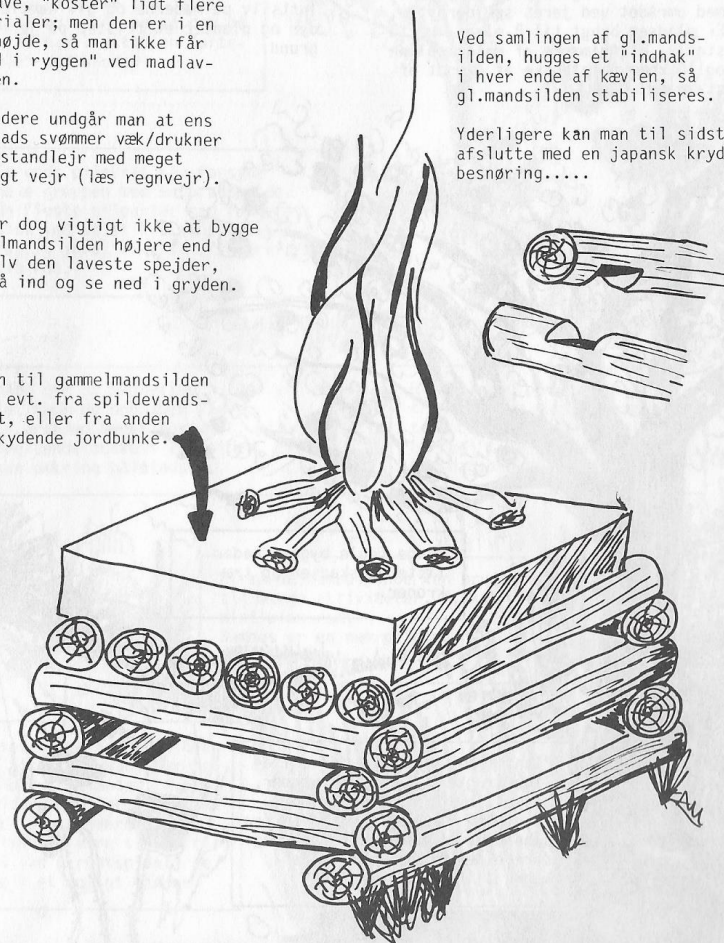 ave, "koster" lidt flere
rialer; men den er i en
højde, så man ikke får
d i ryggen" ved madlav-
en.
dere undgår man at ens
ads svømmer væk/drukner
standlejr med meget
gt vejr (læs regnvejr).
r dog vigtigt ikke at bygge
lmandsilden højere end
lv den laveste spejder,
å ind og se ned i gryden.
n til gammelmandsilden
evt. fra spildevands-
t, eller fra anden
kydende jordbunke.
Ved samlingen af gl.mands-
ilden, hugges et "indhak"
i hver ende af kævlen, så
gl.mandsilden stabiliseres.
Yderligere kan man til sidst
afslutte med en japansk kryd
besnøring.....